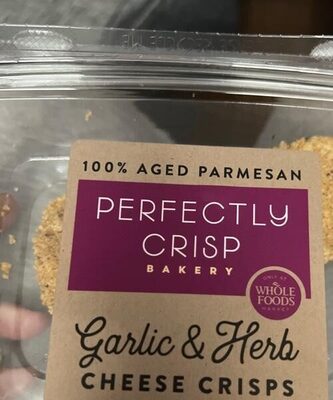 100% AGED PARMESAN
PERFECTLY
CRISP
BAKERY
ONLY AT
WHOLE
FOODS
MARKET
Garlic & Herb
CHEESE CRISPS